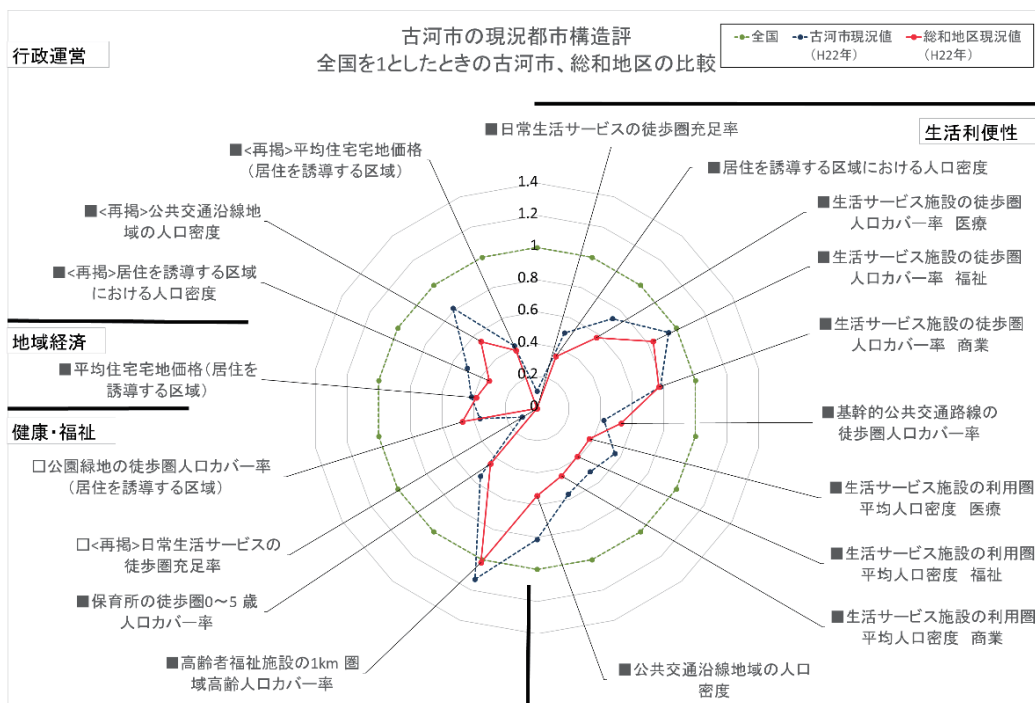 行政運営
古河市の現況都市構造評
全国を1としたときの古河市、総和地区の比較
全国
古河市現況値
(H22年)
総和地区現況値
(H22年)
生活利便性
■日常生活サービスの徒歩圏充足率
■居住を誘導する区域における人口密度
■生活サービス施設の徒歩圏
人口カバー率 医療
■生活サービス施設の徒歩圏
人口カバー率 福祉
■生活サービス施設の徒歩圏
人口カバー率 商業
■基幹的公共交通路線の
徒歩圏人口カバー率
■生活サービス施設の利用圏
平均人口密度 医療
■生活サービス施設の利用圏
平均人口密度 福祉
■生活サービス施設の利用圏
平均人口密度 商業
■公共交通沿線地域の人口
密度
■高齢者福祉施設の1km 圏
域高齢人口カバー率
■保育所の徒歩圏0～5 歳
人口カバー率
□<再掲>日常生活サービスの
徒歩圏充足率
□公園緑地の徒歩圏人口カバー率
(居住を誘導する区域)
健康・福祉
■平均住宅宅地価格(居住を
誘導する区域)
地域経済
■<再掲>居住を誘導する区域
における人口密度
■<再掲>公共交通沿線地
域の人口密度
■<再掲>平均住宅宅地価格
(居住を誘導する区域)
1.4
1.2
1
0.8
0.6
0.4
0.2
0